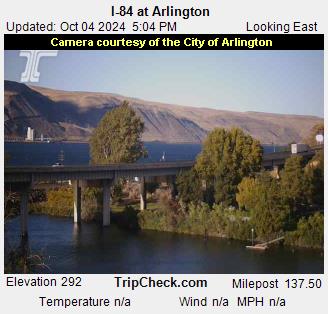 I-84 at Arlington
Updated: Oct 04 2024 5:04 PM Looking East
Camera courtesy of the City of Arlington
Elevation 292 TripCheck.com Milepost 137.50
Temperature n/a Wind n/a MPH n/a